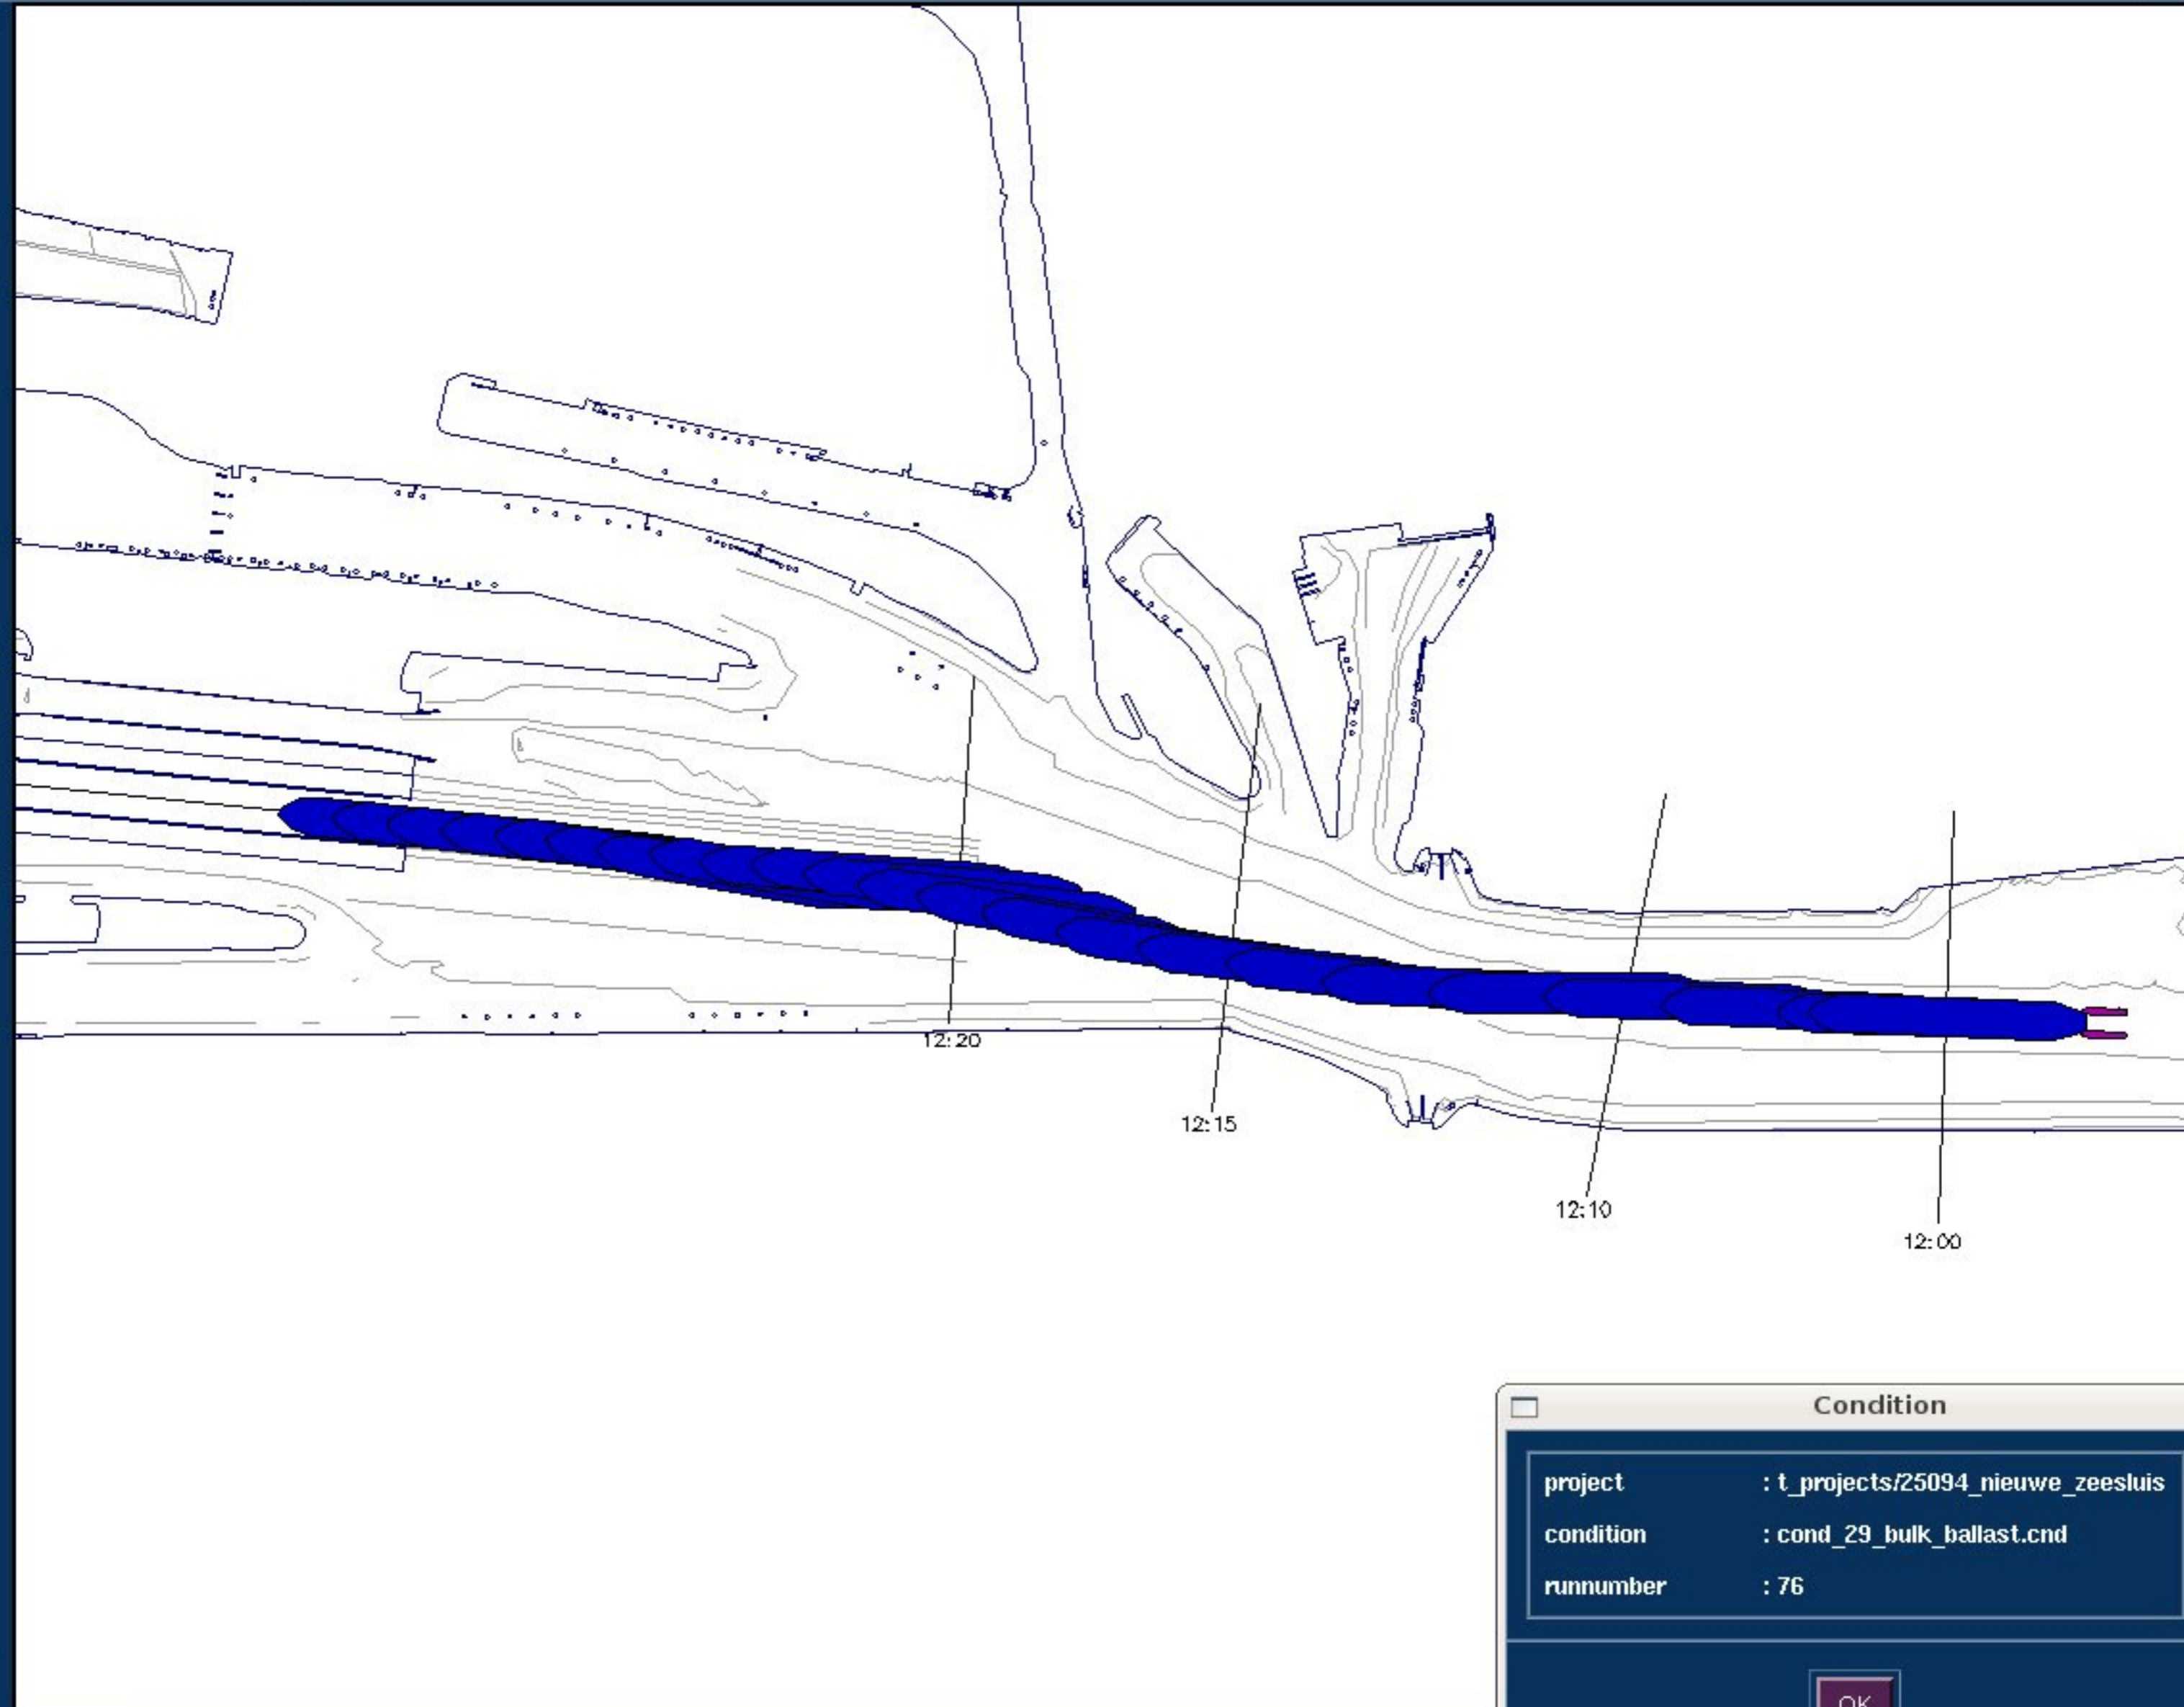 12:20
12:15
12:10
12:00
Condition
project : t_projects/25094_nieuwe_zeesluis
condition : cond_29_bulk_ballast.cnd
runnumber : 76
OK